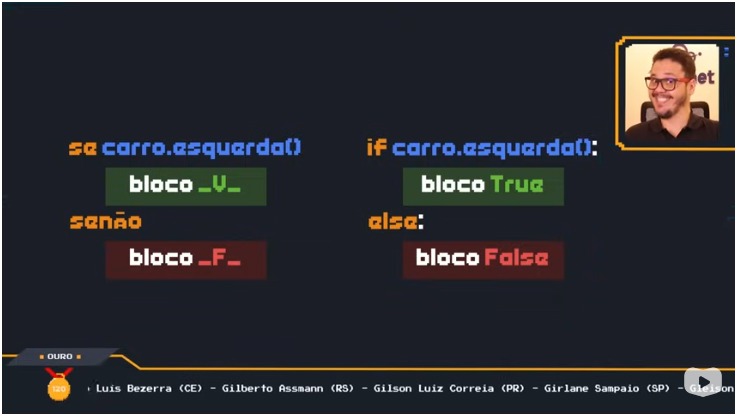 se carro.esquerda()
bloco _V_
senão
bloco _F_
if carro.esquerda():
bloco True
else:
bloco False
et
OURO
Luis Bezerra (CE) - Gilberto Assmann (RS) - Gilson Luiz Correia (PR) - Girlane Sampaio (SP) - Gleison